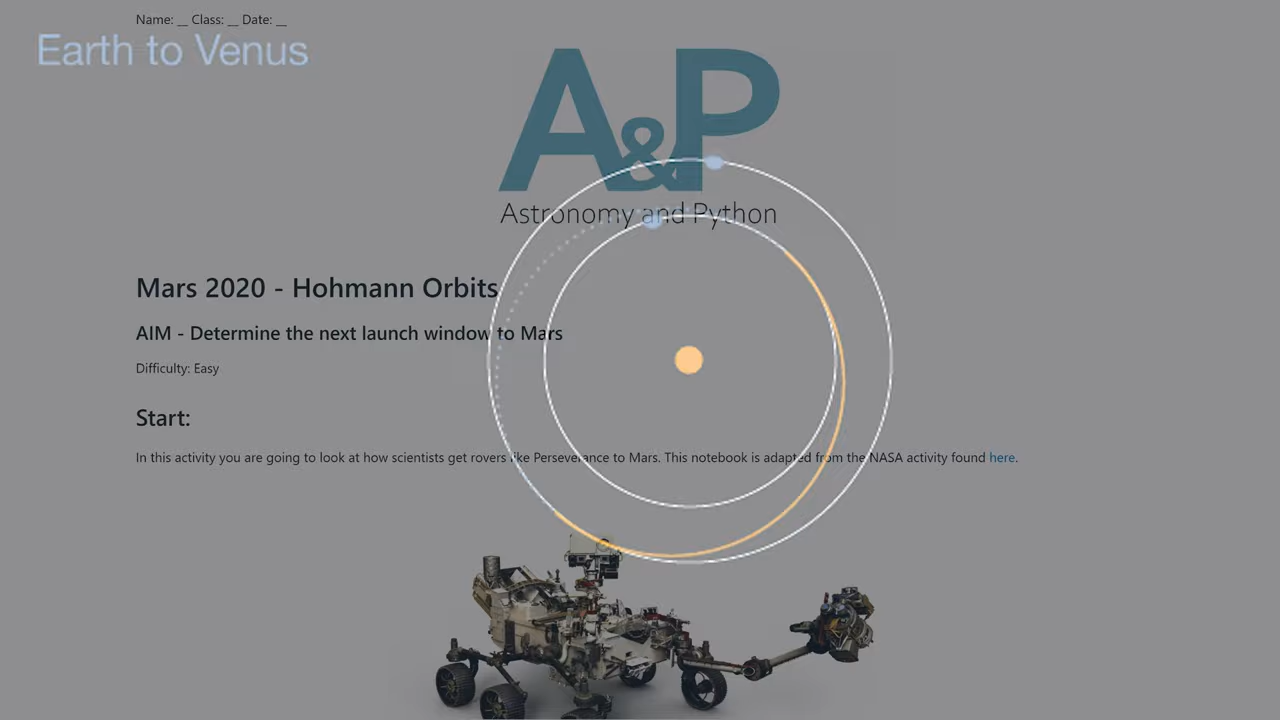 Name: __ Class: __ Date: __
Earth to Venus
A&P
Astronomy and Python
Mars 2020 - Hohmann Orbits
AIM - Determine the next launch window to Mars
Difficulty: Easy
Start:
In this activity you are going to look at how scientists get rovers like Perseverance to Mars. This notebook is adapted from the NASA activity found here.